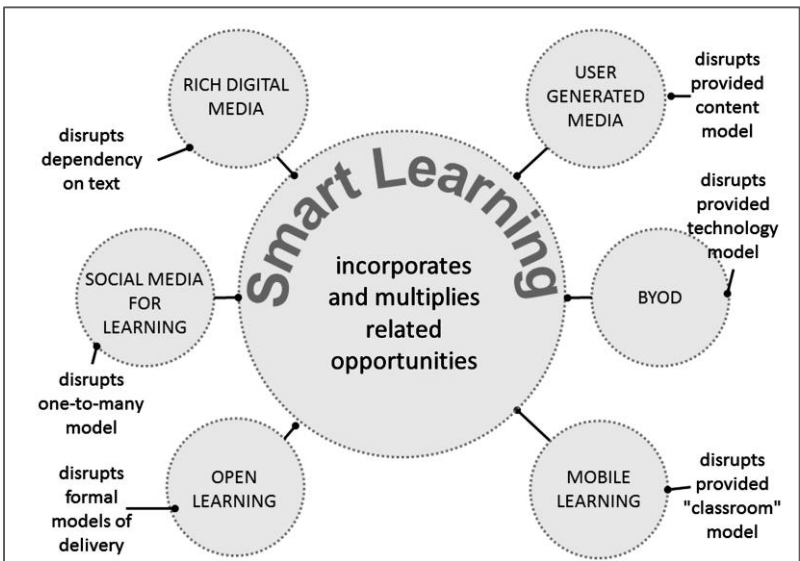 RICH DIGITAL
MEDIA
disrupts
dependency
on text
USER
GENERATED
MEDIA
disrupts
provided
content
model
Smart Learning
incorporates
and multiplies
related
opportunities
SOCIAL MEDIA
FOR
LEARNING
disrupts
one-to-many
model
BYOD
disrupts
provided
technology
model
OPEN
LEARNING
disrupts
formal
models of
delivery
MOBILE
LEARNING
disrupts
provided
"classroom"
model